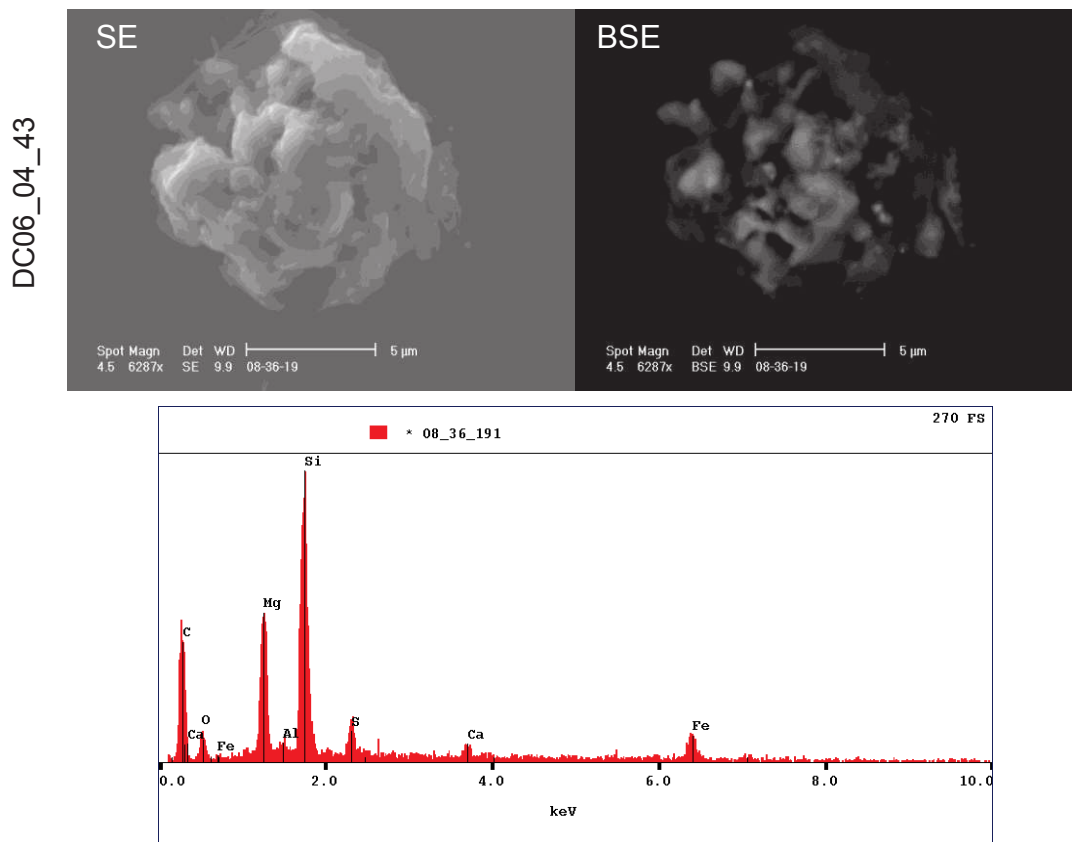 DC06_04_43
SE
Spot Magn Det WD 5 µm
4.5 6287x SE 9.9 08-36-19
BSE
Spot Magn Det WD 5 µm
4.5 6287x BSE 9.9 08-36-19
270 FS
* 08_36_191
Si
Mg
C
O
Ca
Fe
Al
S
Ca
Fe
0.0 2.0 4.0 6.0 8.0 10.0
keV